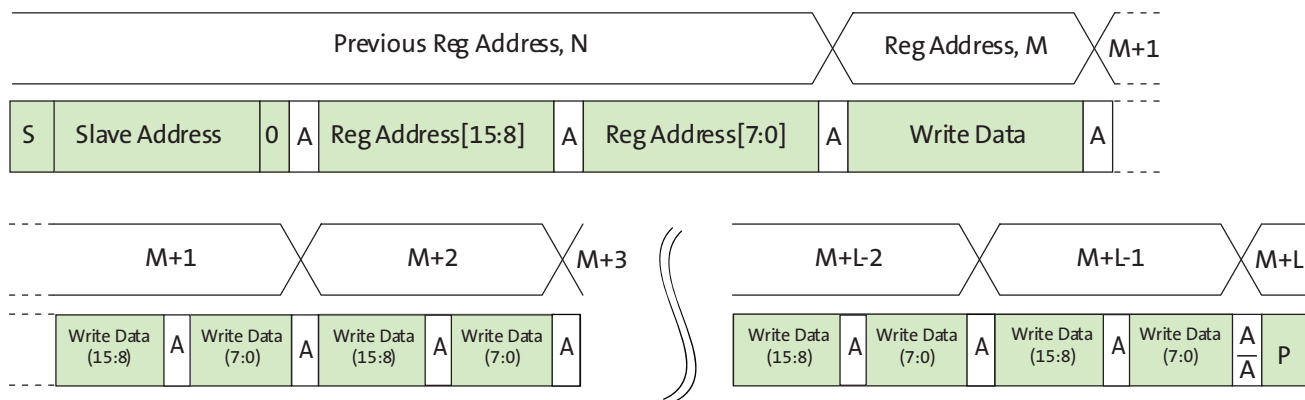 Previous Reg Address, N Reg Address, M M+1
S Slave Address 0 A Reg Address[15:8] A Reg Address[7:0] A Write Data A
M+1 M+2 M+3 M+L-2 M+L-1 M+L
Write Data (15:8) A Write Data (7:0) A Write Data (15:8) A Write Data (7:0) A Write Data (15:8) A Write Data (7:0) A Write Data (15:8) A Write Data (7:0) A/A P